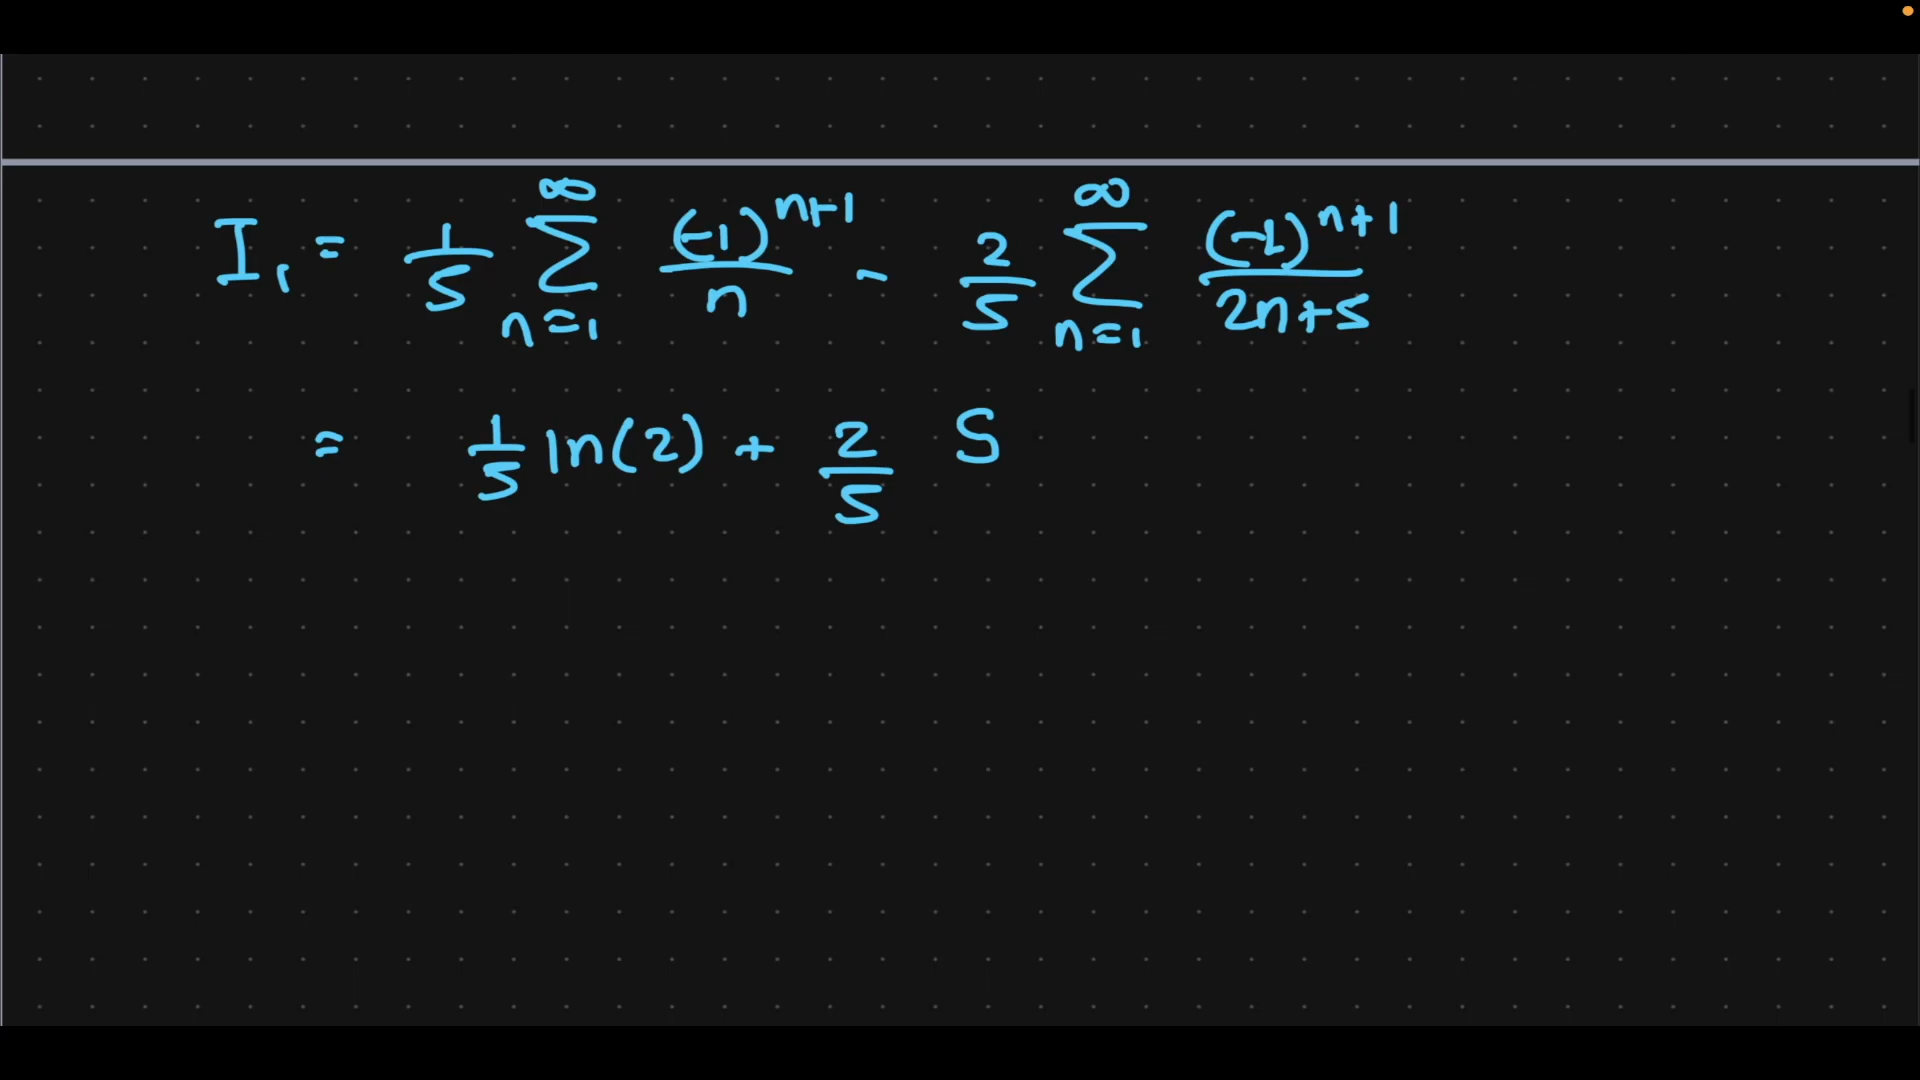 I₁ = 1/5 ∑_{n=1}^{∞} (-1)^{n+1}/n - 2/5 ∑_{n=1}^{∞} (-1)^{n+1}/(2n+5)
= 1/5 ln(2) + 2/5 S